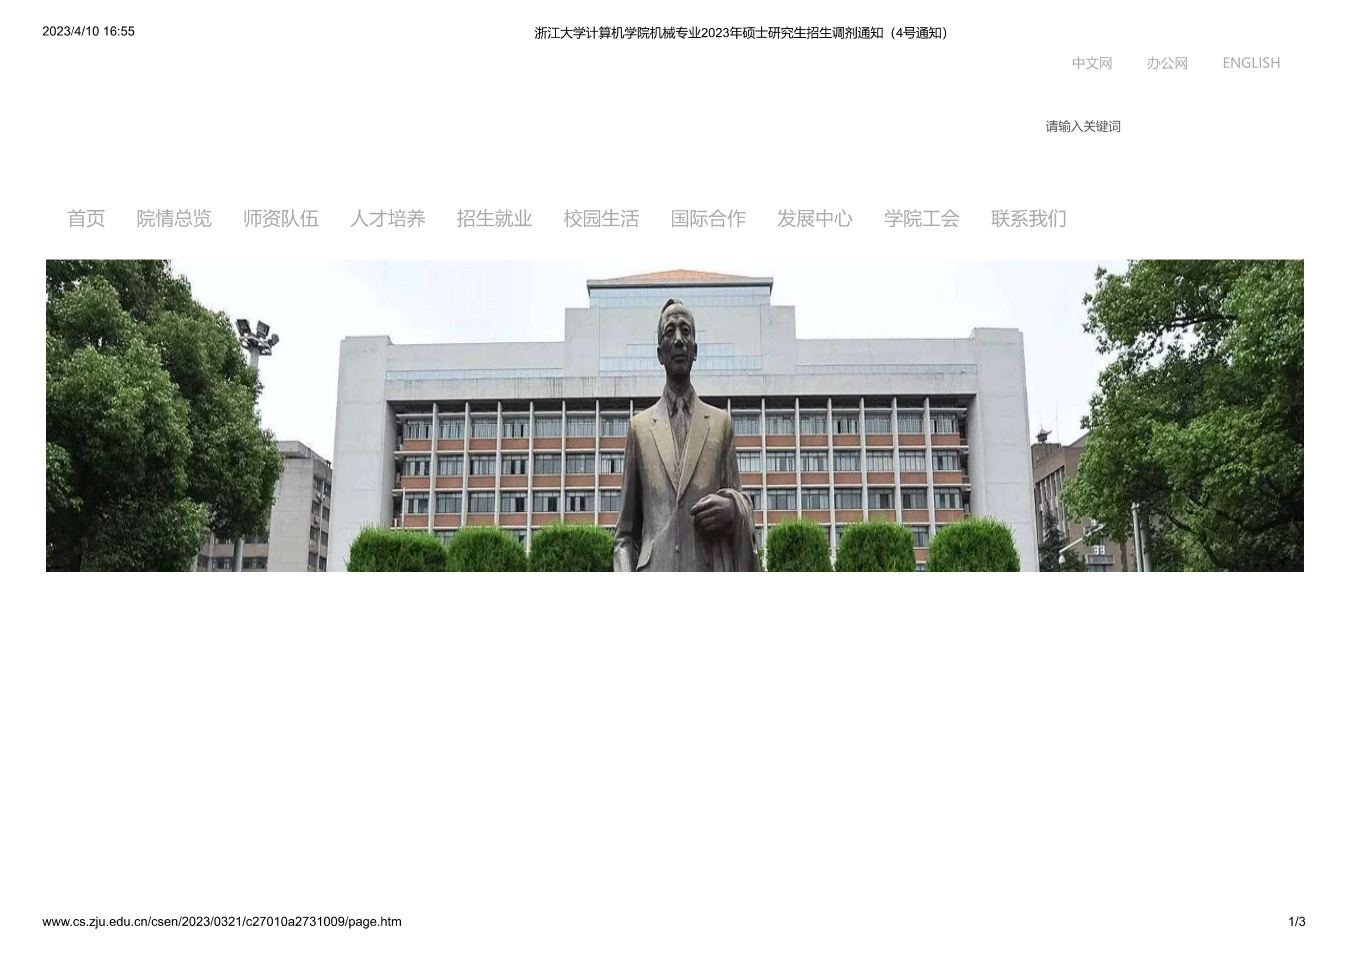 2023/4/10 16:55
浙江大学计算机学院机械专业2023年硕士研究生招生调剂通知（4号通知）
中文网 办公网 ENGLISH
请输入关键词
首页 院情总览 师资队伍 人才培养 招生就业 校园生活 国际合作 发展中心 学院工会 联系我们
www.cs.zju.edu.cn/csen/2023/0321/c27010a2731009/page.htm
1/3